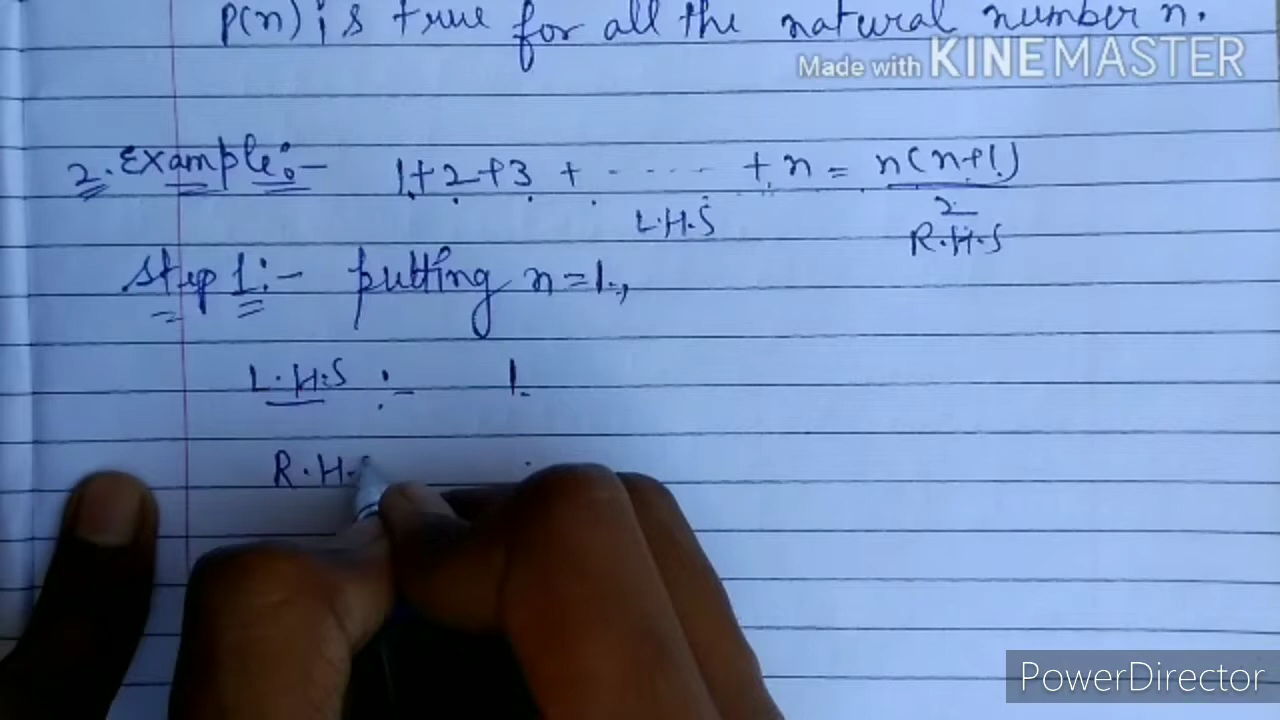 p(n) is true for all the natural number n.
Made with KINEMASTER
2. Example:- 1+2+3 + ..... + n = n(n+1)
2
L.H.S
R.H.S
Step 1:- putting n=1.,
L.H.S :- 1.
R.H.
PowerDirector